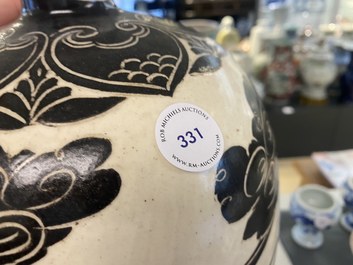 ROB MICHIELS AUCTIONS
331
WWW.RM-AUCTIONS.COM